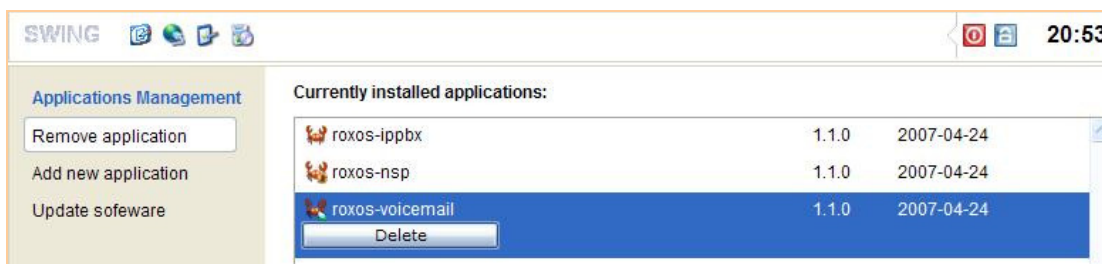 SWING 20:53
Applications Management
Remove application
Add new application
Update sofeware
Currently installed applications:
roxos-ippbx 1.1.0 2007-04-24
roxos-nsp 1.1.0 2007-04-24
roxos-voicemail 1.1.0 2007-04-24
Delete